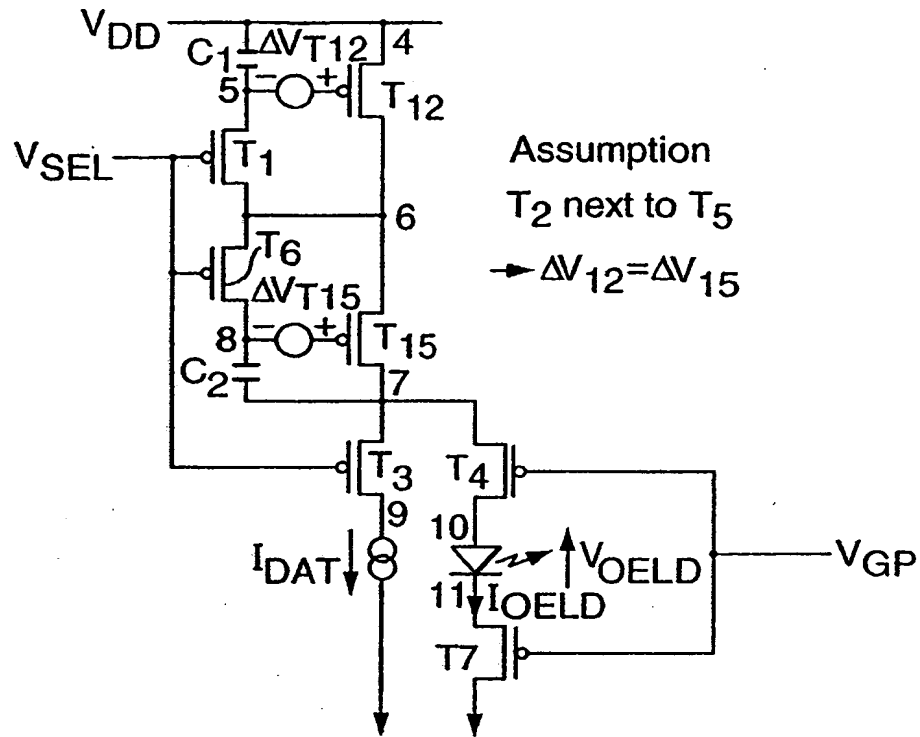 VDD
4
C1
ΔVT12
5
− +
T12
VSEL
T1
Assumption
T2 next to T5
→ ΔV12=ΔV15
6
T6
ΔVT15
8
− +
T15
C2
7
T3
T4
9
10
IDAT
VOELD
VGP
11
IOELD
T7